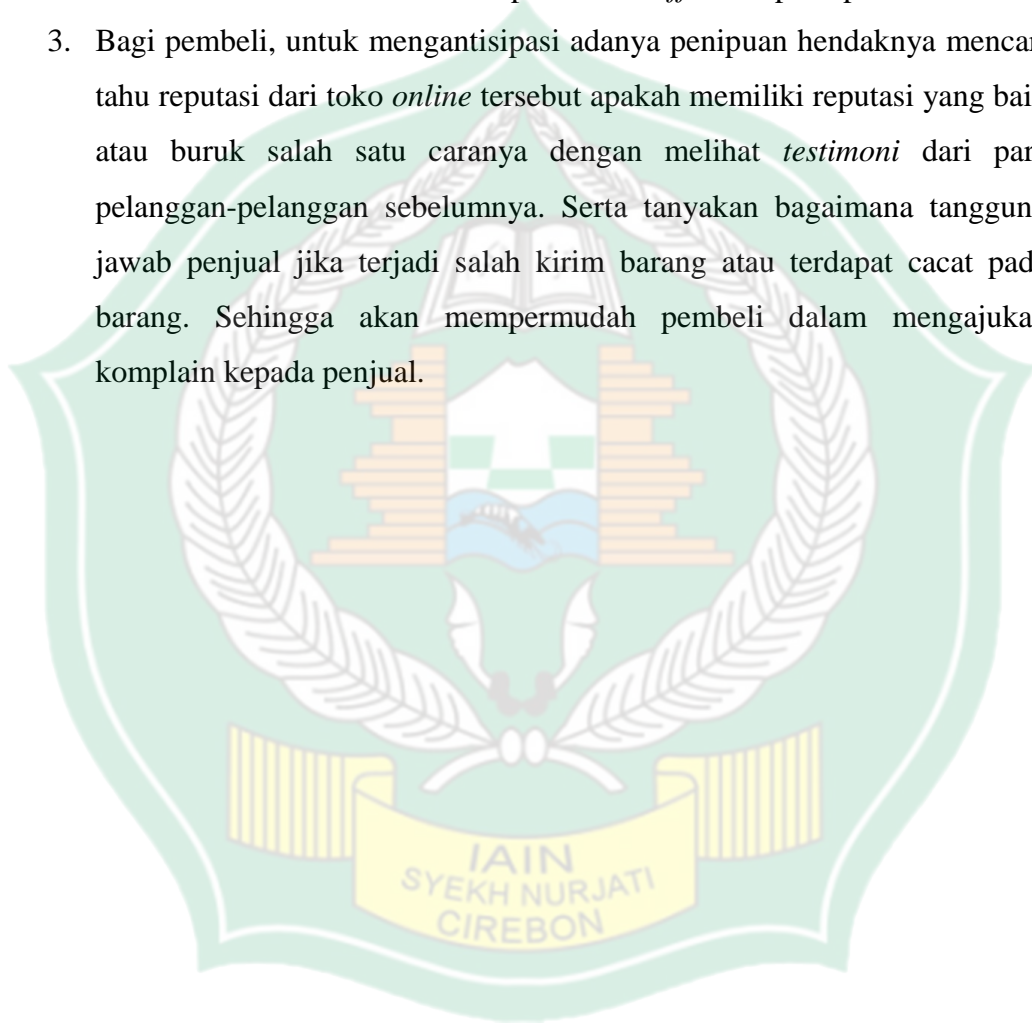 3. Bagi pembeli, untuk mengantisipasi adanya penipuan hendaknya mencar
tahu reputasi dari toko online tersebut apakah memiliki reputasi yang bai
atau buruk salah satu caranya dengan melihat testimoni dari par
pelanggan-pelanggan sebelumnya. Serta tanyakan bagaimana tanggun
jawab penjual jika terjadi salah kirim barang atau terdapat cacat pad
barang. Sehingga akan mempermudah pembeli dalam mengajuka
komplain kepada penjual.
IAIN
SYEKH NURJATI
CIREBON